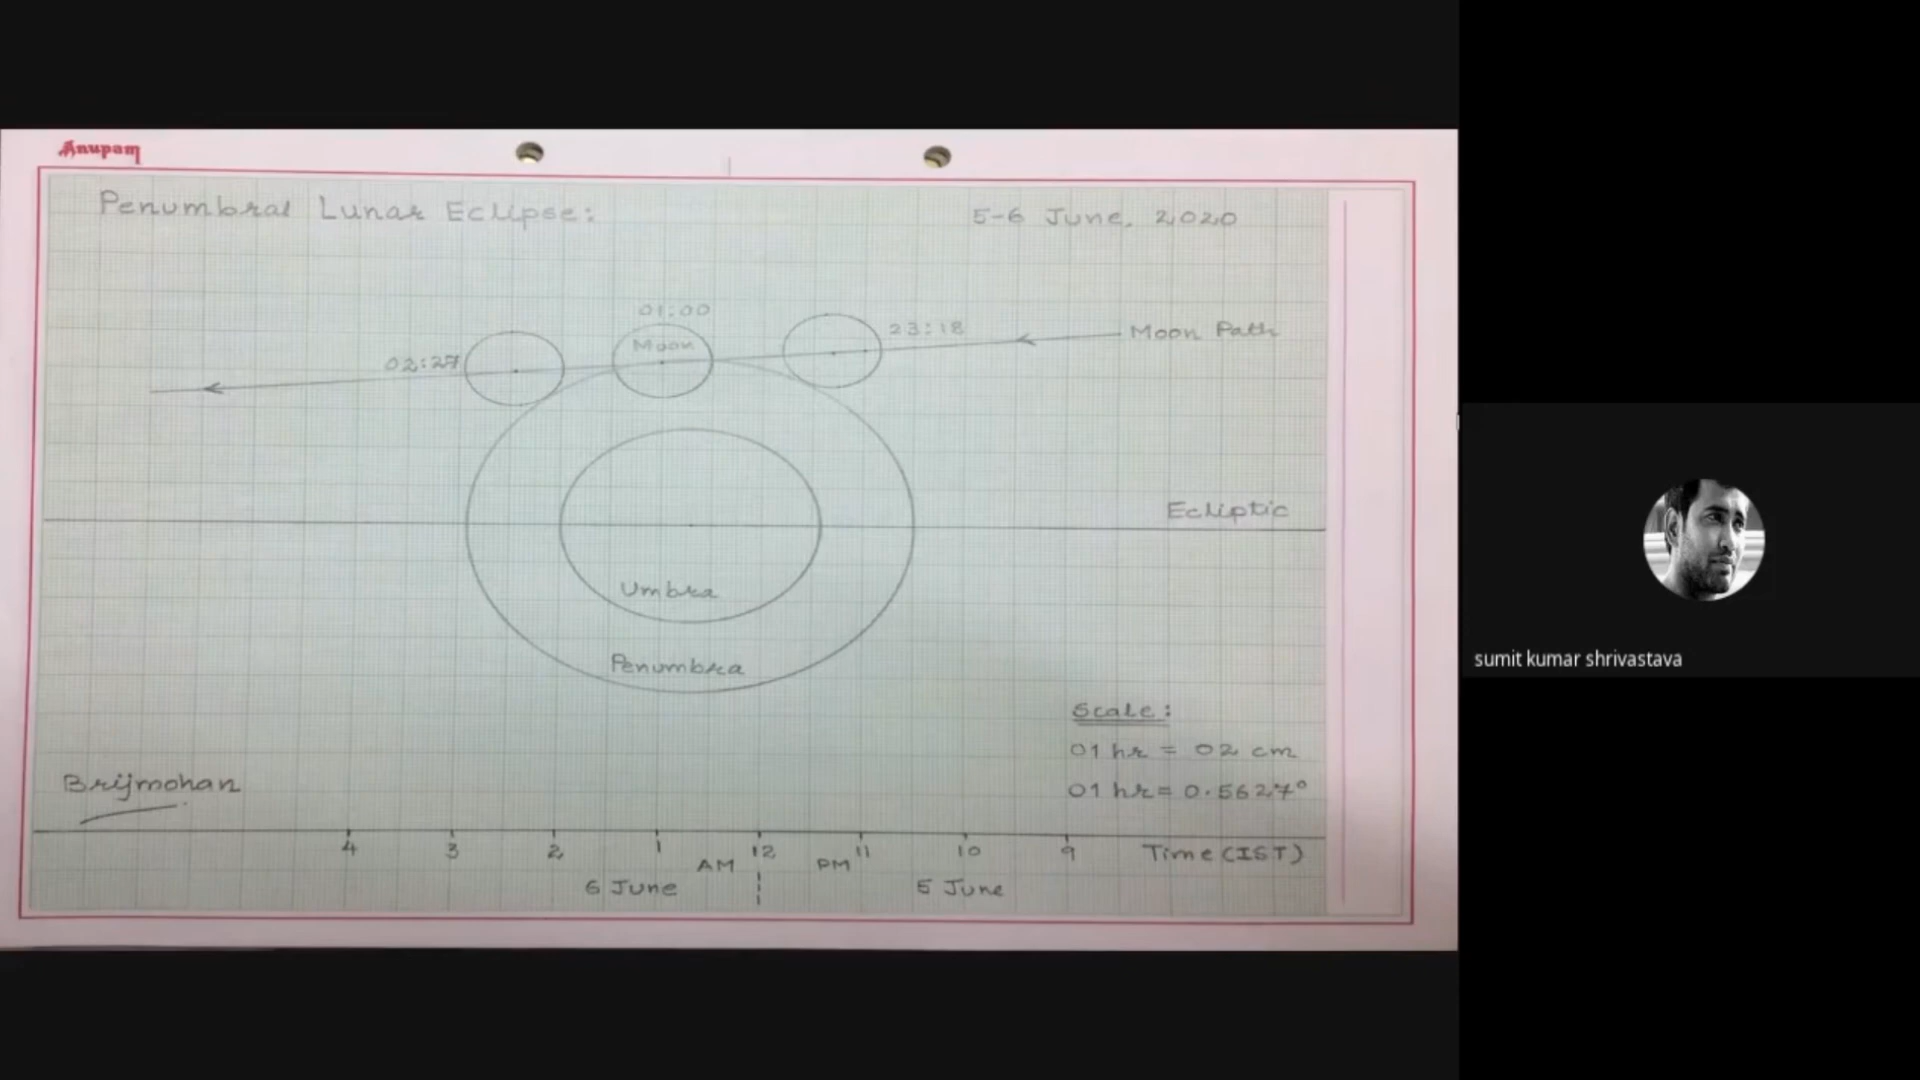 Anupam
Penumbral Lunar Eclipse:
5-6 June, 2020
01:00
Moon
23:18
Moon Path
02:27
Ecliptic
Umbra
Penumbra
Scale:
01 hr = 02 cm
01 hr = 0.5627°
Brijmohan
4 3 2 1 12 11 10 9 Time (IST)
AM PM
6 June 5 June
sumit kumar shrivastava